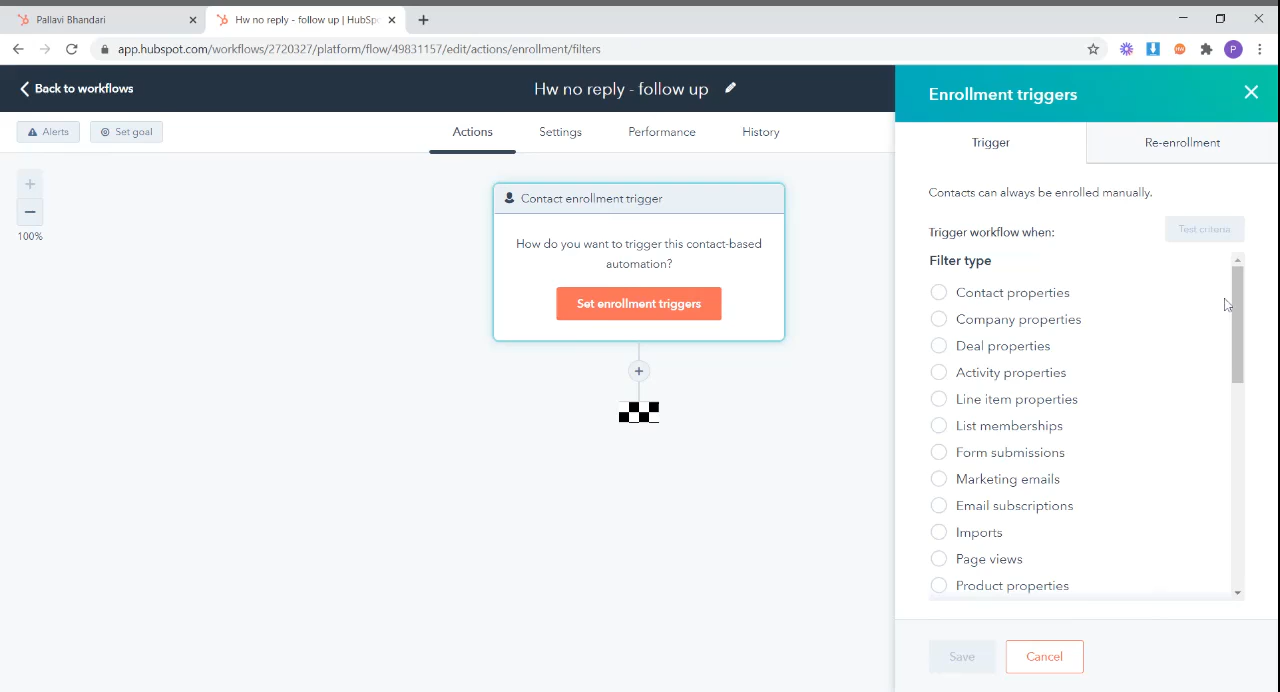 Pallavi Bhandari
Hw no reply - follow up | HubSp
app.hubspot.com/workflows/2720327/platform/flow/49831157/edit/actions/enrollment/filters
P
Back to workflows
Hw no reply - follow up
Enrollment triggers
Alerts
Set goal
Actions
Settings
Performance
History
Trigger
Re-enrollment
100%
Contact enrollment trigger
How do you want to trigger this contact-based
automation?
Set enrollment triggers
Contacts can always be enrolled manually.
Trigger workflow when:
Test criteria
Filter type
Contact properties
Company properties
Deal properties
Activity properties
Line item properties
List memberships
Form submissions
Marketing emails
Email subscriptions
Imports
Page views
Product properties
Save
Cancel